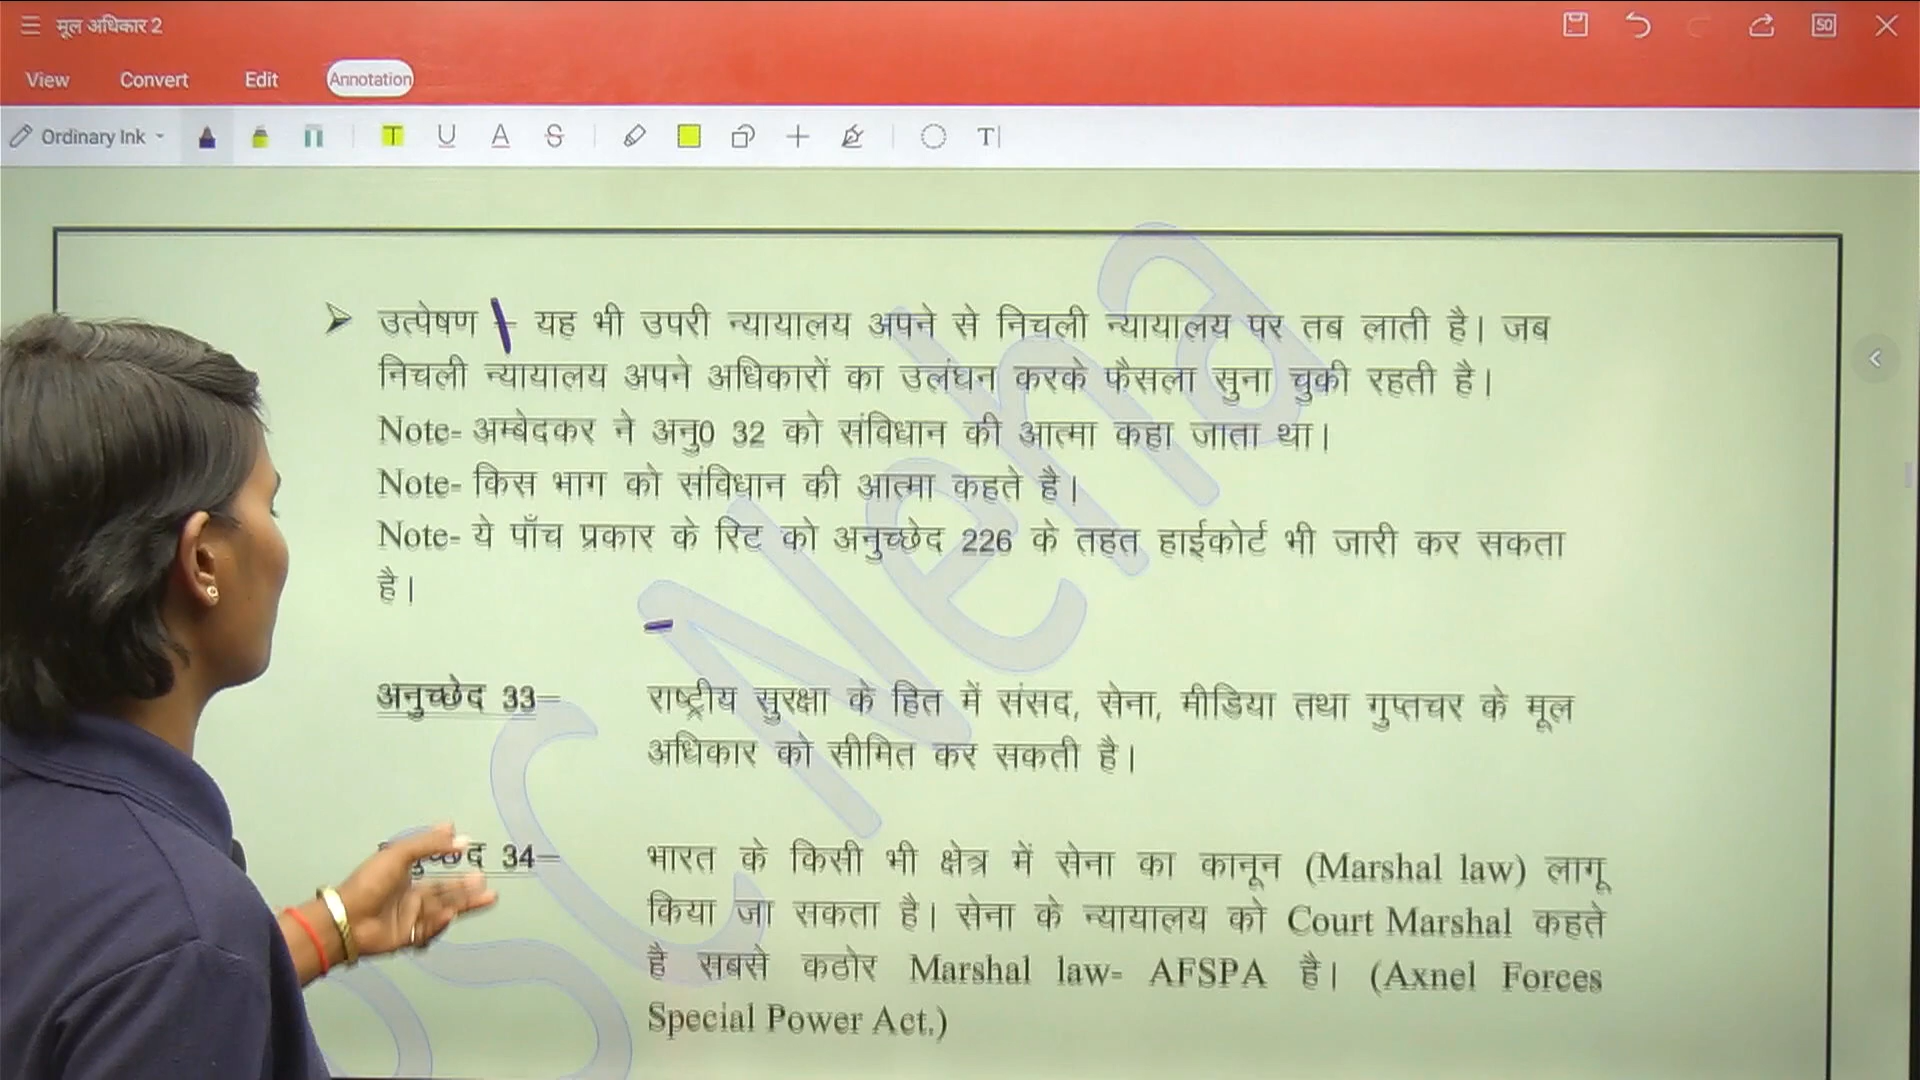 मूल अधिकार 2
50
View Convert Edit Annotation
Ordinary Ink T U A S T
➢ उत्पेषण – यह भी उपरी न्यायालय अपने से निचली न्यायालय पर तब लाती है। जब
निचली न्यायालय अपने अधिकारों का उलंघन करके फैसला सुना चुकी रहती है।
Note- अम्बेदकर ने अनु0 32 को संविधान की आत्मा कहा जाता था।
Note- किस भाग को संविधान की आत्मा कहते है।
Note- ये पाँच प्रकार के रिट को अनुच्छेद 226 के तहत हाईकोर्ट भी जारी कर सकता
है।
अनुच्छेद 33– राष्ट्रीय सुरक्षा के हित में संसद, सेना, मीडिया तथा गुप्तचर के मूल
अधिकार को सीमित कर सकती है।
34– भारत के किसी भी क्षेत्र में सेना का कानून (Marshal law) लागू
किया जा सकता है। सेना के न्यायालय को Court Marshal कहते
है सबसे कठोर Marshal law- AFSPA है। (Axnel Forces
Special Power Act.)
SC Neha